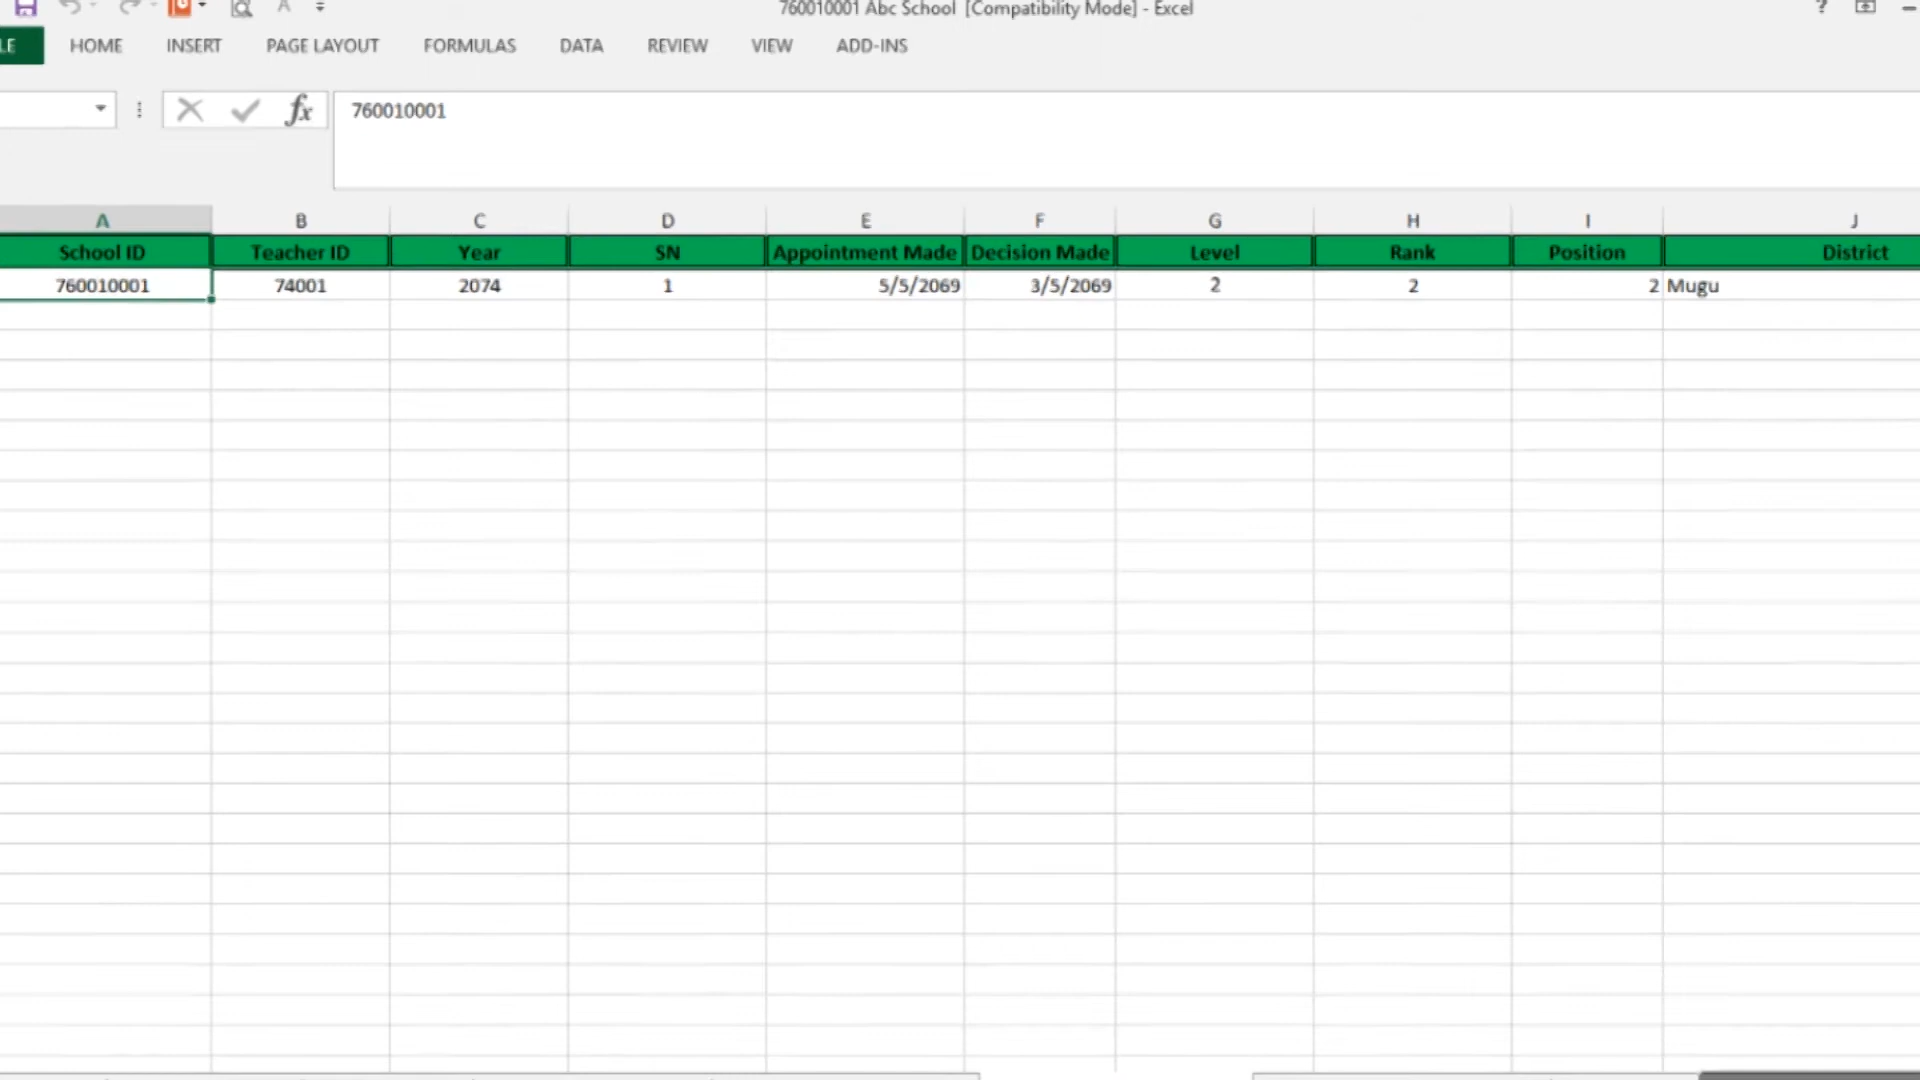 760010001 Abc School [Compatibility Mode] - Excel
?
LE HOME INSERT PAGE LAYOUT FORMULAS DATA REVIEW VIEW ADD-INS
fx 760010001
A B C D E F G H I J
School ID Teacher ID Year SN Appointment Made Decision Made Level Rank Position District
760010001 74001 2074 1 5/5/2069 3/5/2069 2 2 2 Mugu